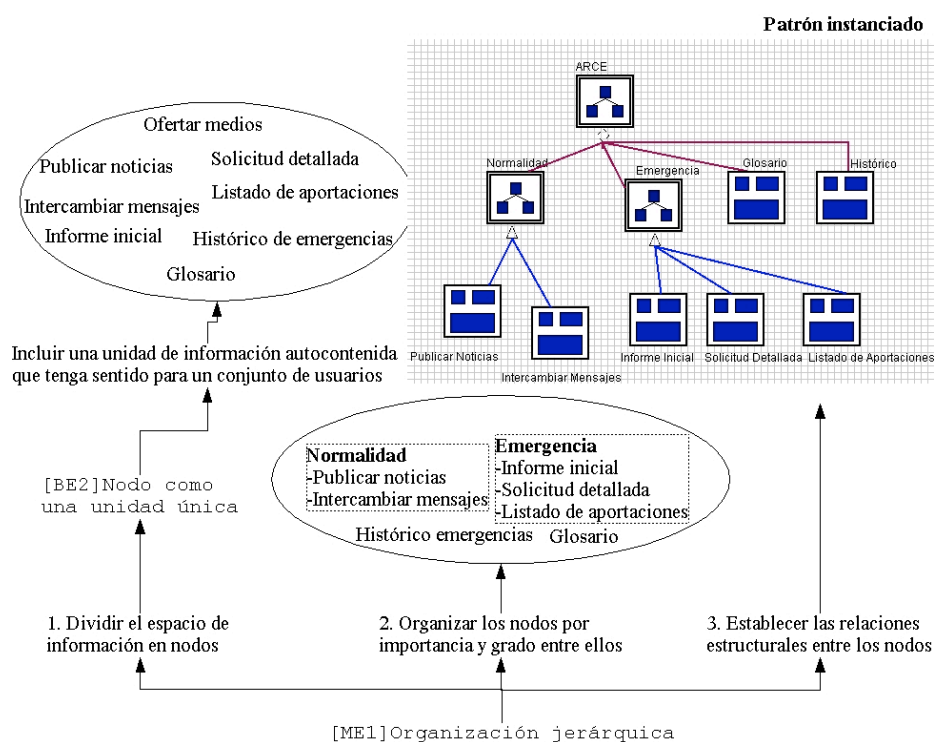 Patrón instanciado
ARCE
Normalidad
Emergencia
Glosario
Histórico
Publicar Noticias
Intercambiar Mensajes
Informe Inicial
Solicitud Detallada
Listado de Aportaciones
Ofertar medios
Publicar noticias
Solicitud detallada
Listado de aportaciones
Intercambiar mensajes
Informe inicial
Histórico de emergencias
Glosario
Incluir una unidad de información autocontenida
que tenga sentido para un conjunto de usuarios
[BE2]Nodo como
una unidad única
Normalidad
-Publicar noticias
-Intercambiar mensajes
Emergencia
-Informe inicial
-Solicitud detallada
-Listado de aportaciones
Histórico emergencias
Glosario
1. Dividir el espacio de
información en nodos
2. Organizar los nodos por
importancia y grado entre ellos
3. Establecer las relaciones
estructurales entre los nodos
[ME1]Organización jerárquica